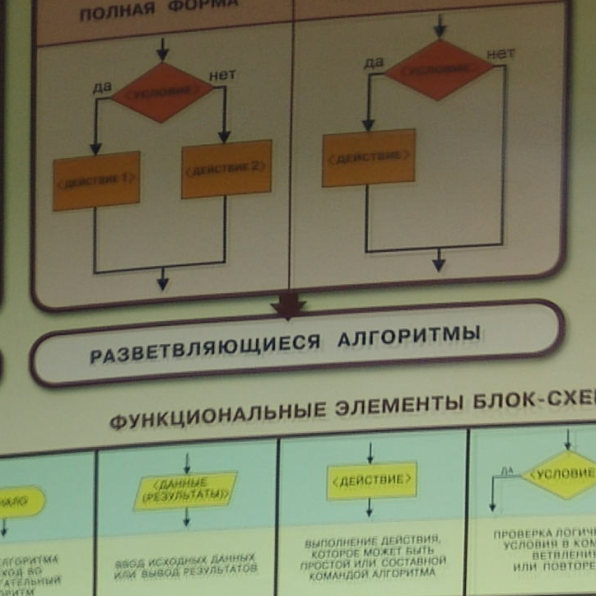 ПОЛНАЯ ФОРМА
да
<УСЛОВИЕ>
нет
да
<УСЛОВИЕ>
нет
<ДЕЙСТВИЕ 1>
<ДЕЙСТВИЕ 2>
<ДЕЙСТВИЕ>
РАЗВЕТВЛЯЮЩИЕСЯ АЛГОРИТМЫ
ФУНКЦИОНАЛЬНЫЕ ЭЛЕМЕНТЫ БЛОК-СХЕ
<ДАННЫЕ
(РЕЗУЛЬТАТЫ)>
ВВОД ИСХОДНЫХ ДАННЫХ
ИЛИ ВЫВОД РЕЗУЛЬТАТОВ
<ДЕЙСТВИЕ>
ВЫПОЛНЕНИЕ ДЕЙСТВИЯ,
КОТОРОЕ МОЖЕТ БЫТЬ
ПРОСТОЙ ИЛИ СОСТАВНОЙ
КОМАНДОЙ АЛГОРИТМА
ДА
<УСЛОВИЕ
ПРОВЕРКА ЛОГИЧ
УСЛОВИЯ В КОМ
ВЕТВЛЕНИ
ИЛИ ПОВТОРЕ